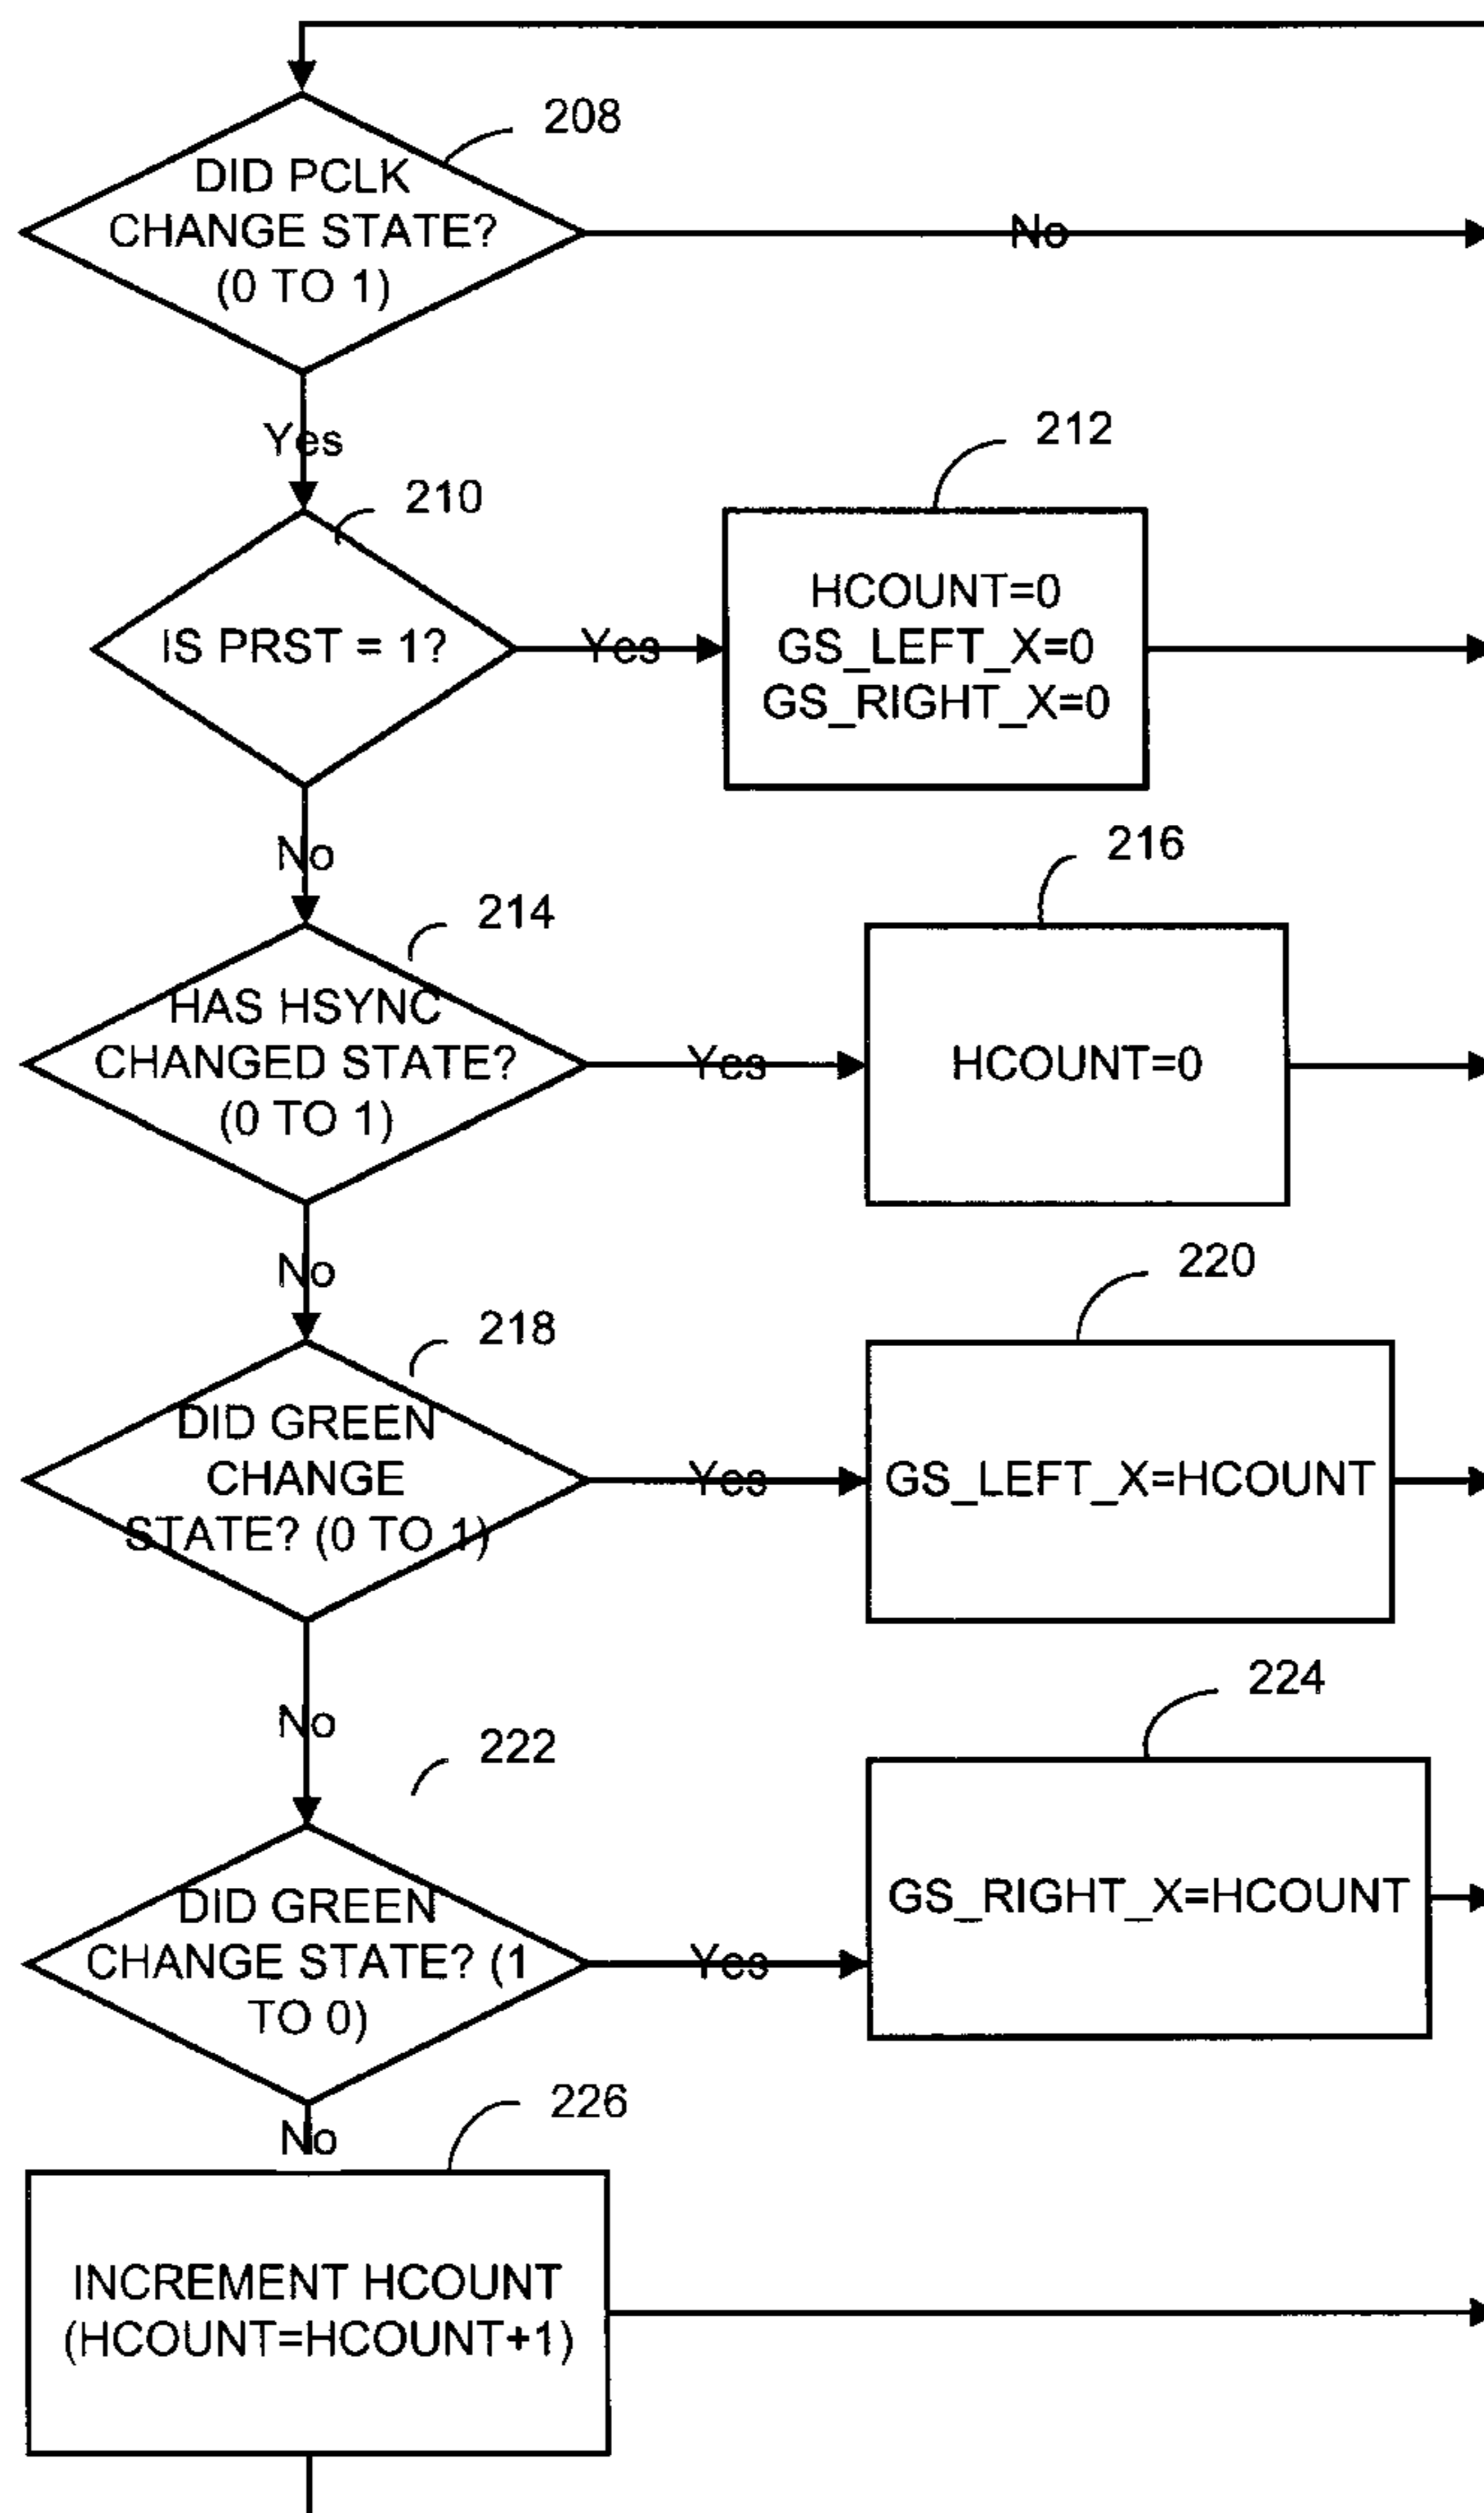 208
DID PCLK
CHANGE STATE?
(0 TO 1)
No
Yes
210
IS PRST = 1?
Yes
212
HCOUNT=0
GS_LEFT_X=0
GS_RIGHT_X=0
No
214
HAS HSYNC
CHANGED STATE?
(0 TO 1)
Yes
216
HCOUNT=0
No
218
DID GREEN
CHANGE
STATE? (0 TO 1)
Yes
220
GS_LEFT_X=HCOUNT
No
222
DID GREEN
CHANGE STATE? (1
TO 0)
Yes
224
GS_RIGHT_X=HCOUNT
No
226
INCREMENT HCOUNT
(HCOUNT=HCOUNT+1)